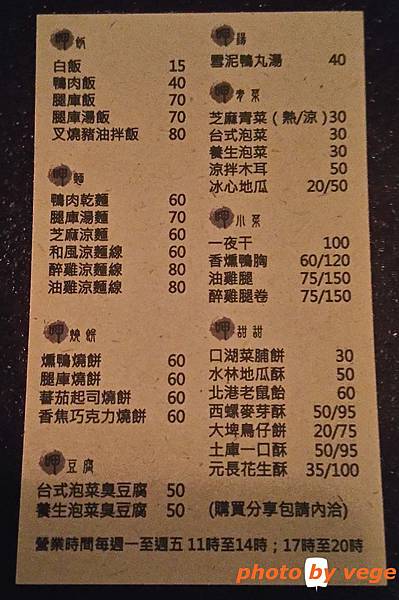 呷飯
白飯 15
鴨肉飯 40
腿庫飯 70
腿庫湯飯 70
叉燒豬油拌飯 80
呷麵
鴨肉乾麵 60
腿庫湯麵 70
芝麻涼麵 60
和風涼麵線 60
醉雞涼麵線 80
油雞涼麵線 80
呷燒餅
燻鴨燒餅 60
腿庫燒餅 60
蕃茄起司燒餅 60
香焦巧克力燒餅 60
呷豆腐
台式泡菜臭豆腐 50
養生泡菜臭豆腐 50
呷湯
雪泥鴨丸湯 40
呷青菜
芝麻青菜(熱/涼)30
台式泡菜 30
養生泡菜 30
涼拌木耳 50
冰心地瓜 20/50
呷小菜
一夜干 100
香燻鴨胸 60/120
油雞腿 75/150
醉雞腿卷 75/150
呷甜甜
口湖菜脯餅 30
水林地瓜酥 50
北港老鼠飴 60
西螺麥芽酥 50/95
大埤鳥仔餅 20/75
土庫一口酥 50/95
元長花生酥 35/100
(購買分享包請內洽)
營業時間每週一至週五 11時至14時;17時至20時
photo by vege